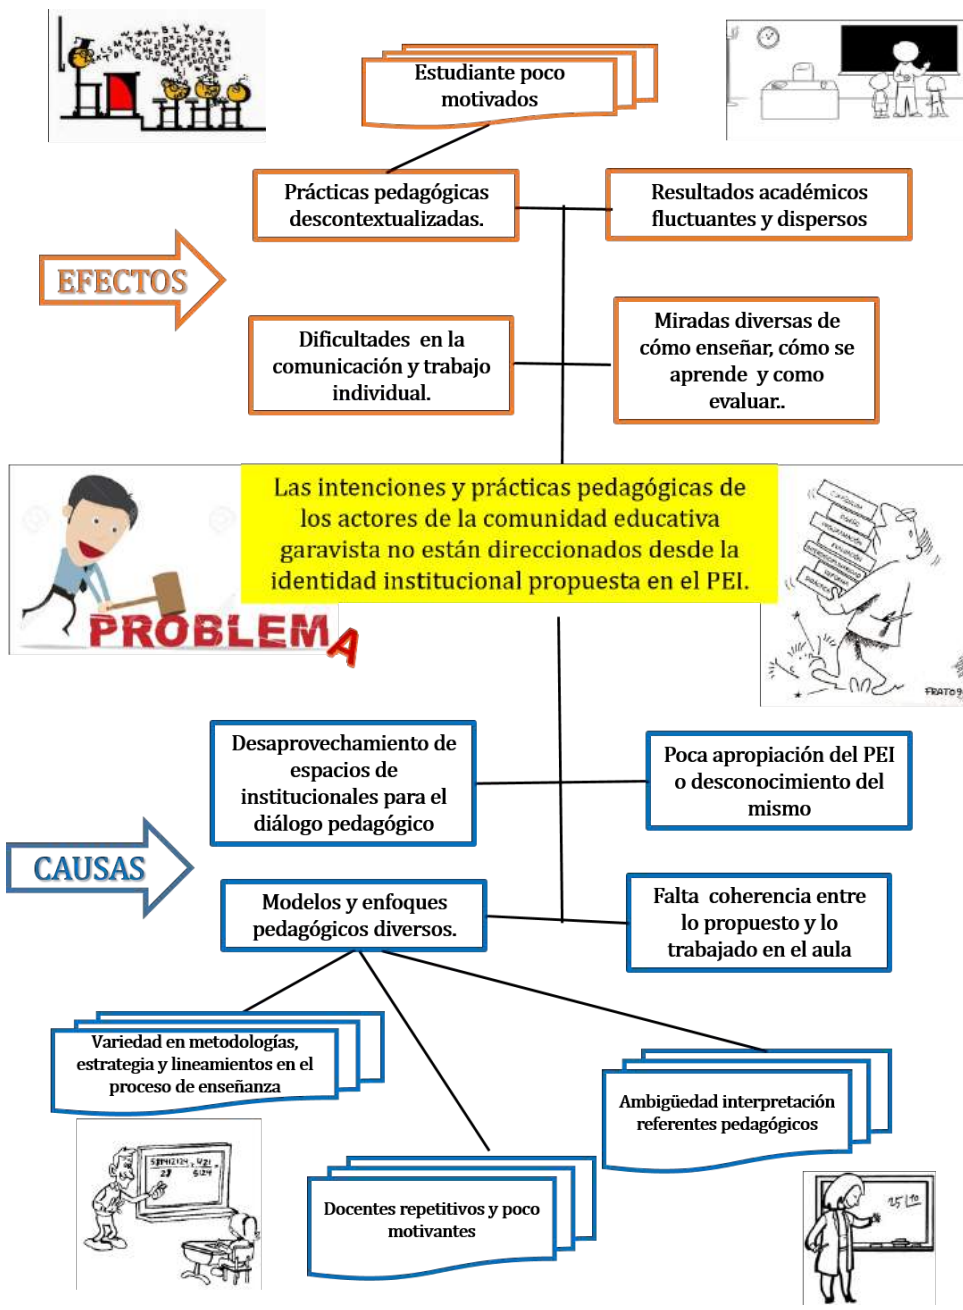 Estudiante poco
motivados
Prácticas pedagógicas
descontextualizadas.
Resultados académicos
fluctuantes y dispersos
EFECTOS
Dificultades en la
comunicación y trabajo
individual.
Miradas diversas de
cómo enseñar, cómo se
aprende y como
evaluar..
Las intenciones y prácticas pedagógicas de
los actores de la comunidad educativa
garavista no están direccionados desde la
identidad institucional propuesta en el PEI.
PROBLEMA
EVALUACIÓN
INTERDISCIPLINARIEDAD
FRATO
Desaprovechamiento de
espacios de
institucionales para el
diálogo pedagógico
Poca apropiación del PEI
o desconocimiento del
mismo
CAUSAS
Modelos y enfoques
pedagógicos diversos.
Falta coherencia entre
lo propuesto y lo
trabajado en el aula
Variedad en metodologías,
estrategia y lineamientos en el
proceso de enseñanza
Ambigüedad interpretación
referentes pedagógicos
Docentes repetitivos y poco
motivantes
25 10